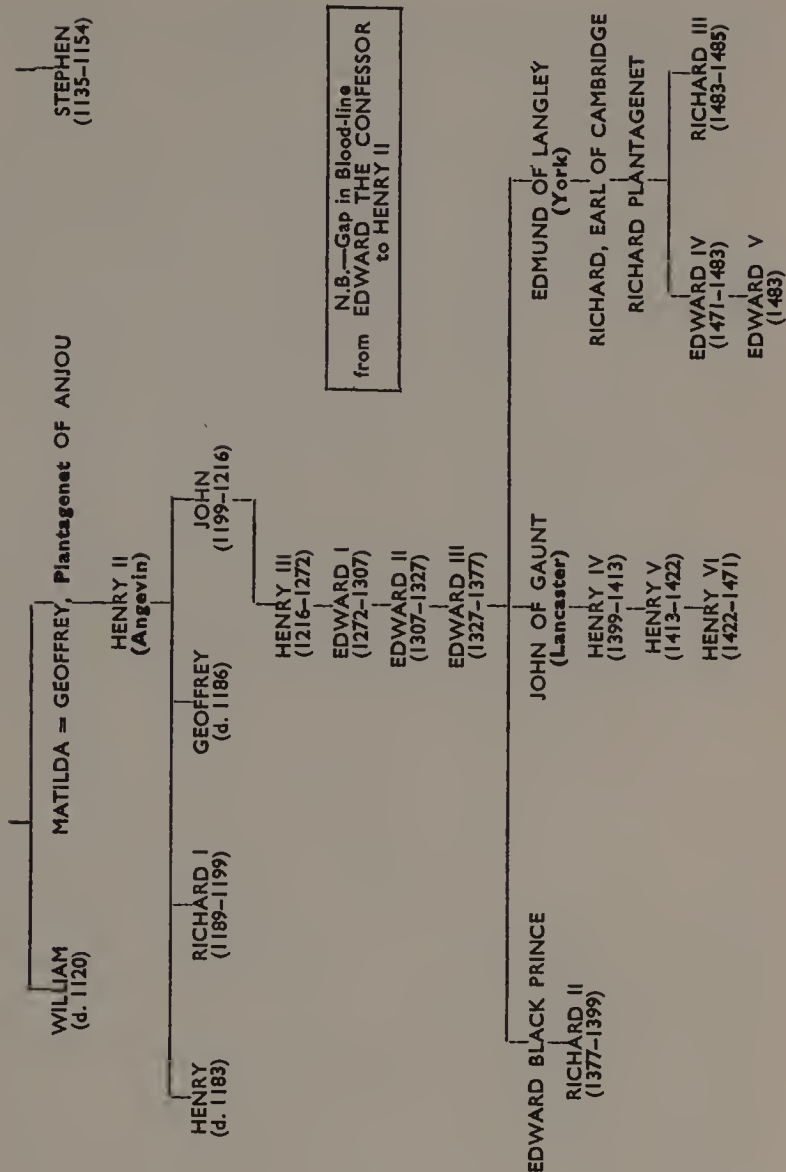 STEPHEN
(1135–1154)
WILLIAM
(d. 1120)
MATILDA = GEOFFREY, Plantagenet OF ANJOU
HENRY II
(Angevin)
HENRY
(d. 1183)
RICHARD I
(1189–1199)
GEOFFREY
(d. 1186)
JOHN
(1199–1216)
N.B.—Gap in Blood-line
from EDWARD THE CONFESSOR
to HENRY II
HENRY III
(1216–1272)
EDWARD I
(1272–1307)
EDWARD II
(1307–1327)
EDWARD III
(1327–1377)
EDWARD BLACK PRINCE
RICHARD II
(1377–1399)
JOHN OF GAUNT
(Lancaster)
HENRY IV
(1399–1413)
HENRY V
(1413–1422)
HENRY VI
(1422–1471)
EDMUND OF LANGLEY
(York)
RICHARD, EARL OF CAMBRIDGE
RICHARD PLANTAGENET
EDWARD IV
(1471–1483)
EDWARD V
(1483)
RICHARD III
(1483–1485)